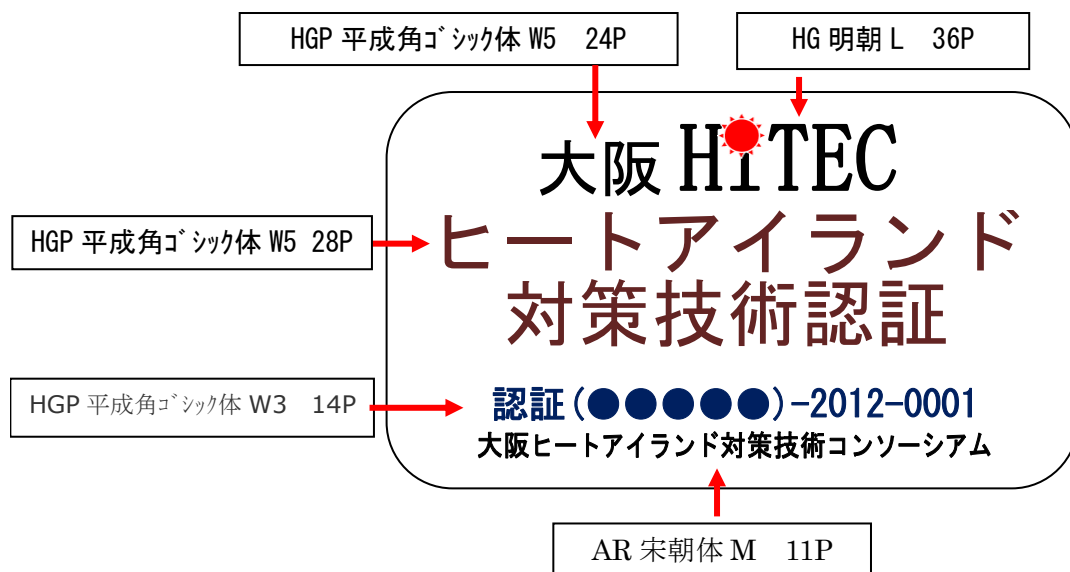 HGP 平成角ｺﾞｼｯｸ体 W5　24P
HG 明朝 L　36P
大阪 HiTEC
HGP 平成角ｺﾞｼｯｸ体 W5 28P
ヒートアイランド
対策技術認証
HGP 平成角ｺﾞｼｯｸ体 W3　14P
認証(●●●●●)-2012-0001
大阪ヒートアイランド対策技術コンソーシアム
AR 宋朝体 M　11P